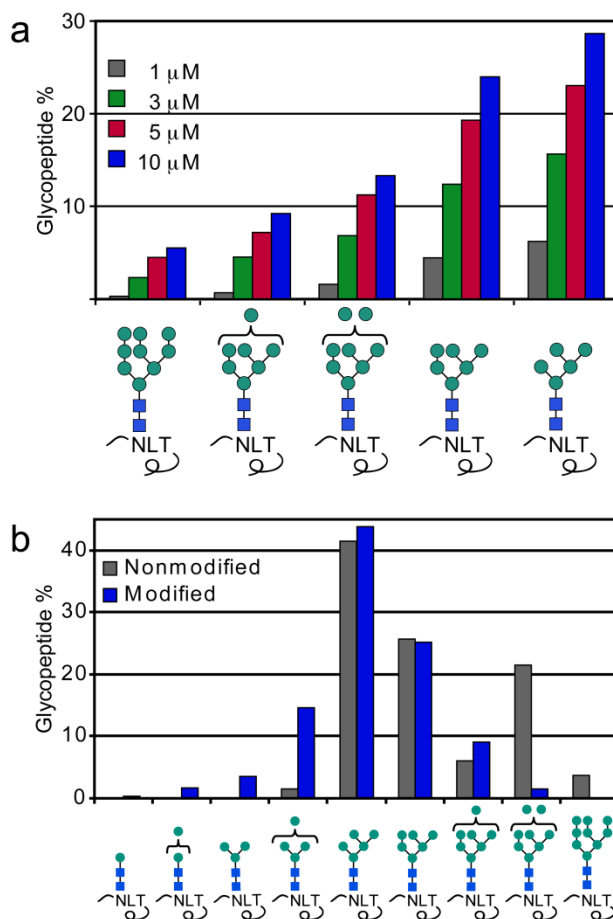 a
Glycopeptide %
30
20
10
1 μM
3 μM
5 μM
10 μM
NLT NLT NLT NLT NLT
b
Glycopeptide %
40
30
20
10
0
Nonmodified
Modified
NLT NLT NLT NLT NLT NLT NLT NLT NLT